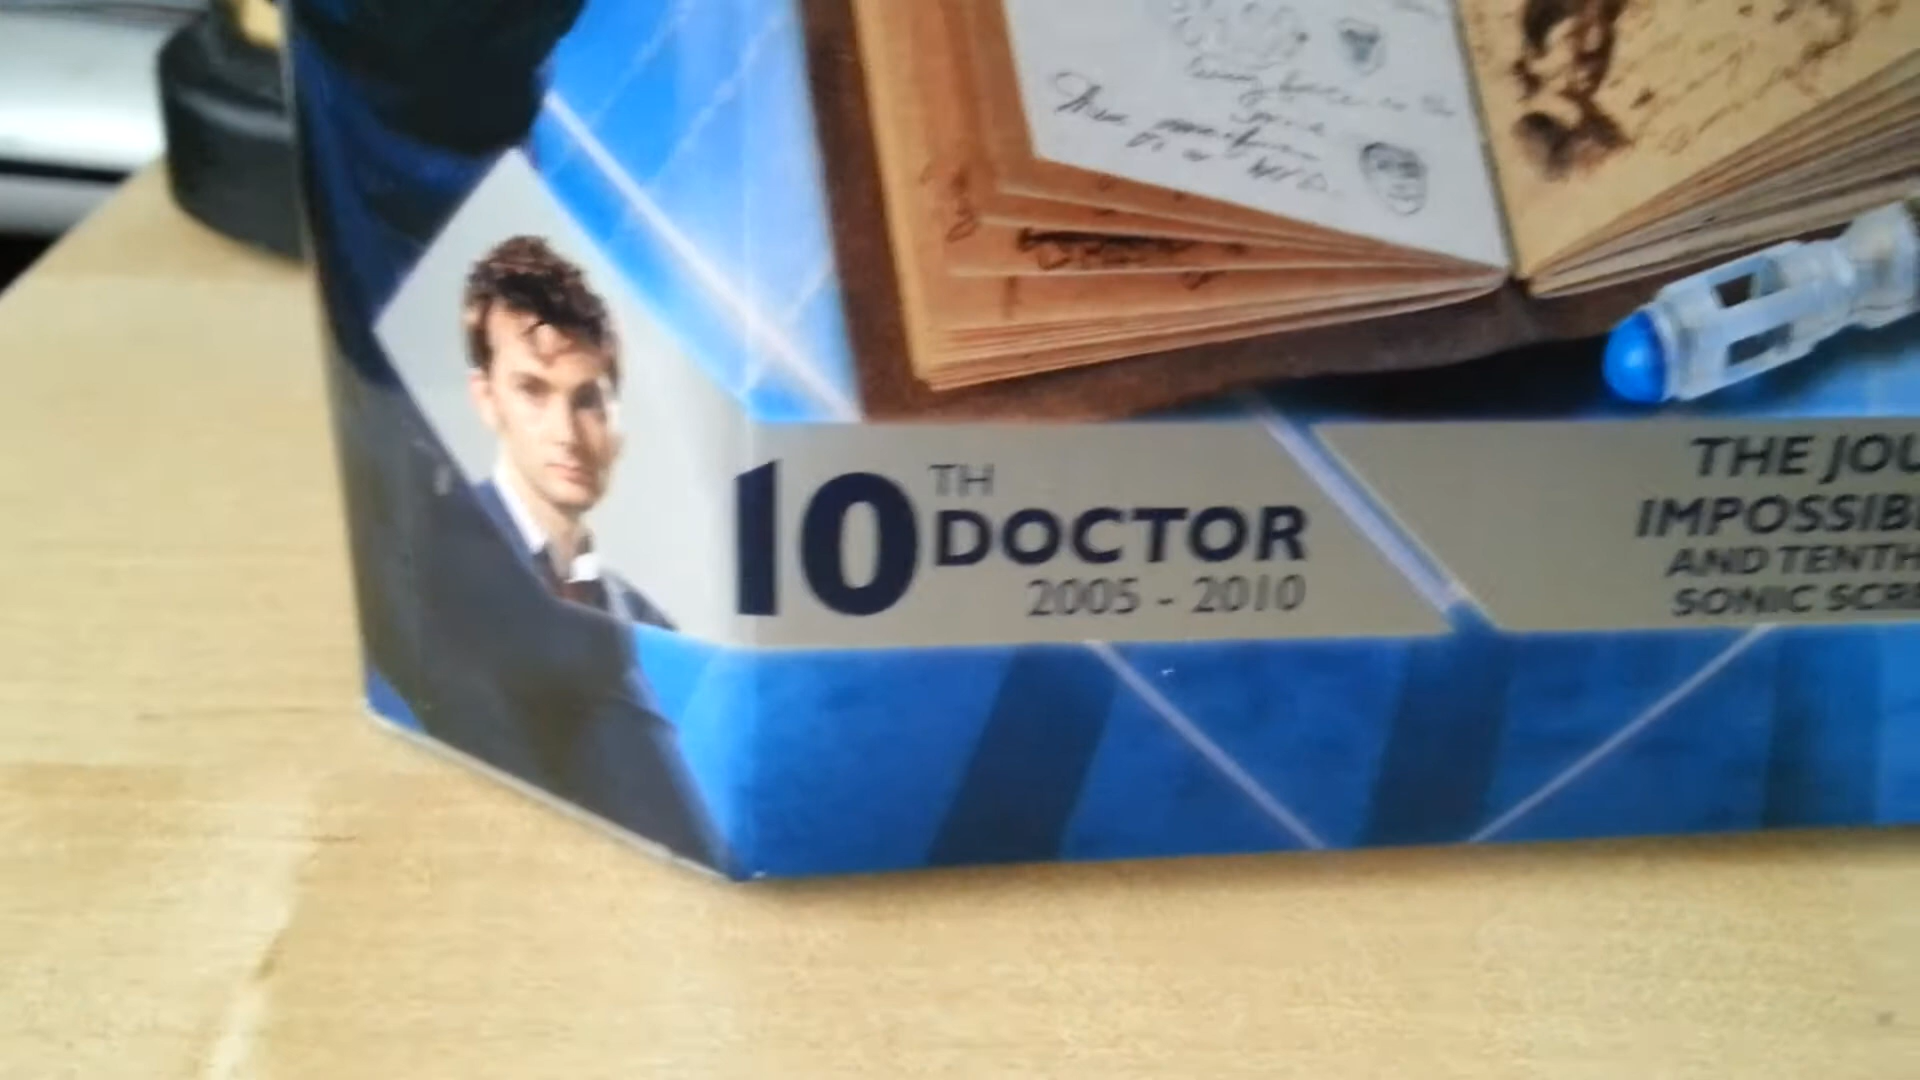 10TH
DOCTOR
2005 - 2010
THE JOU
IMPOSSIB
AND TENTH
SONIC SCRE